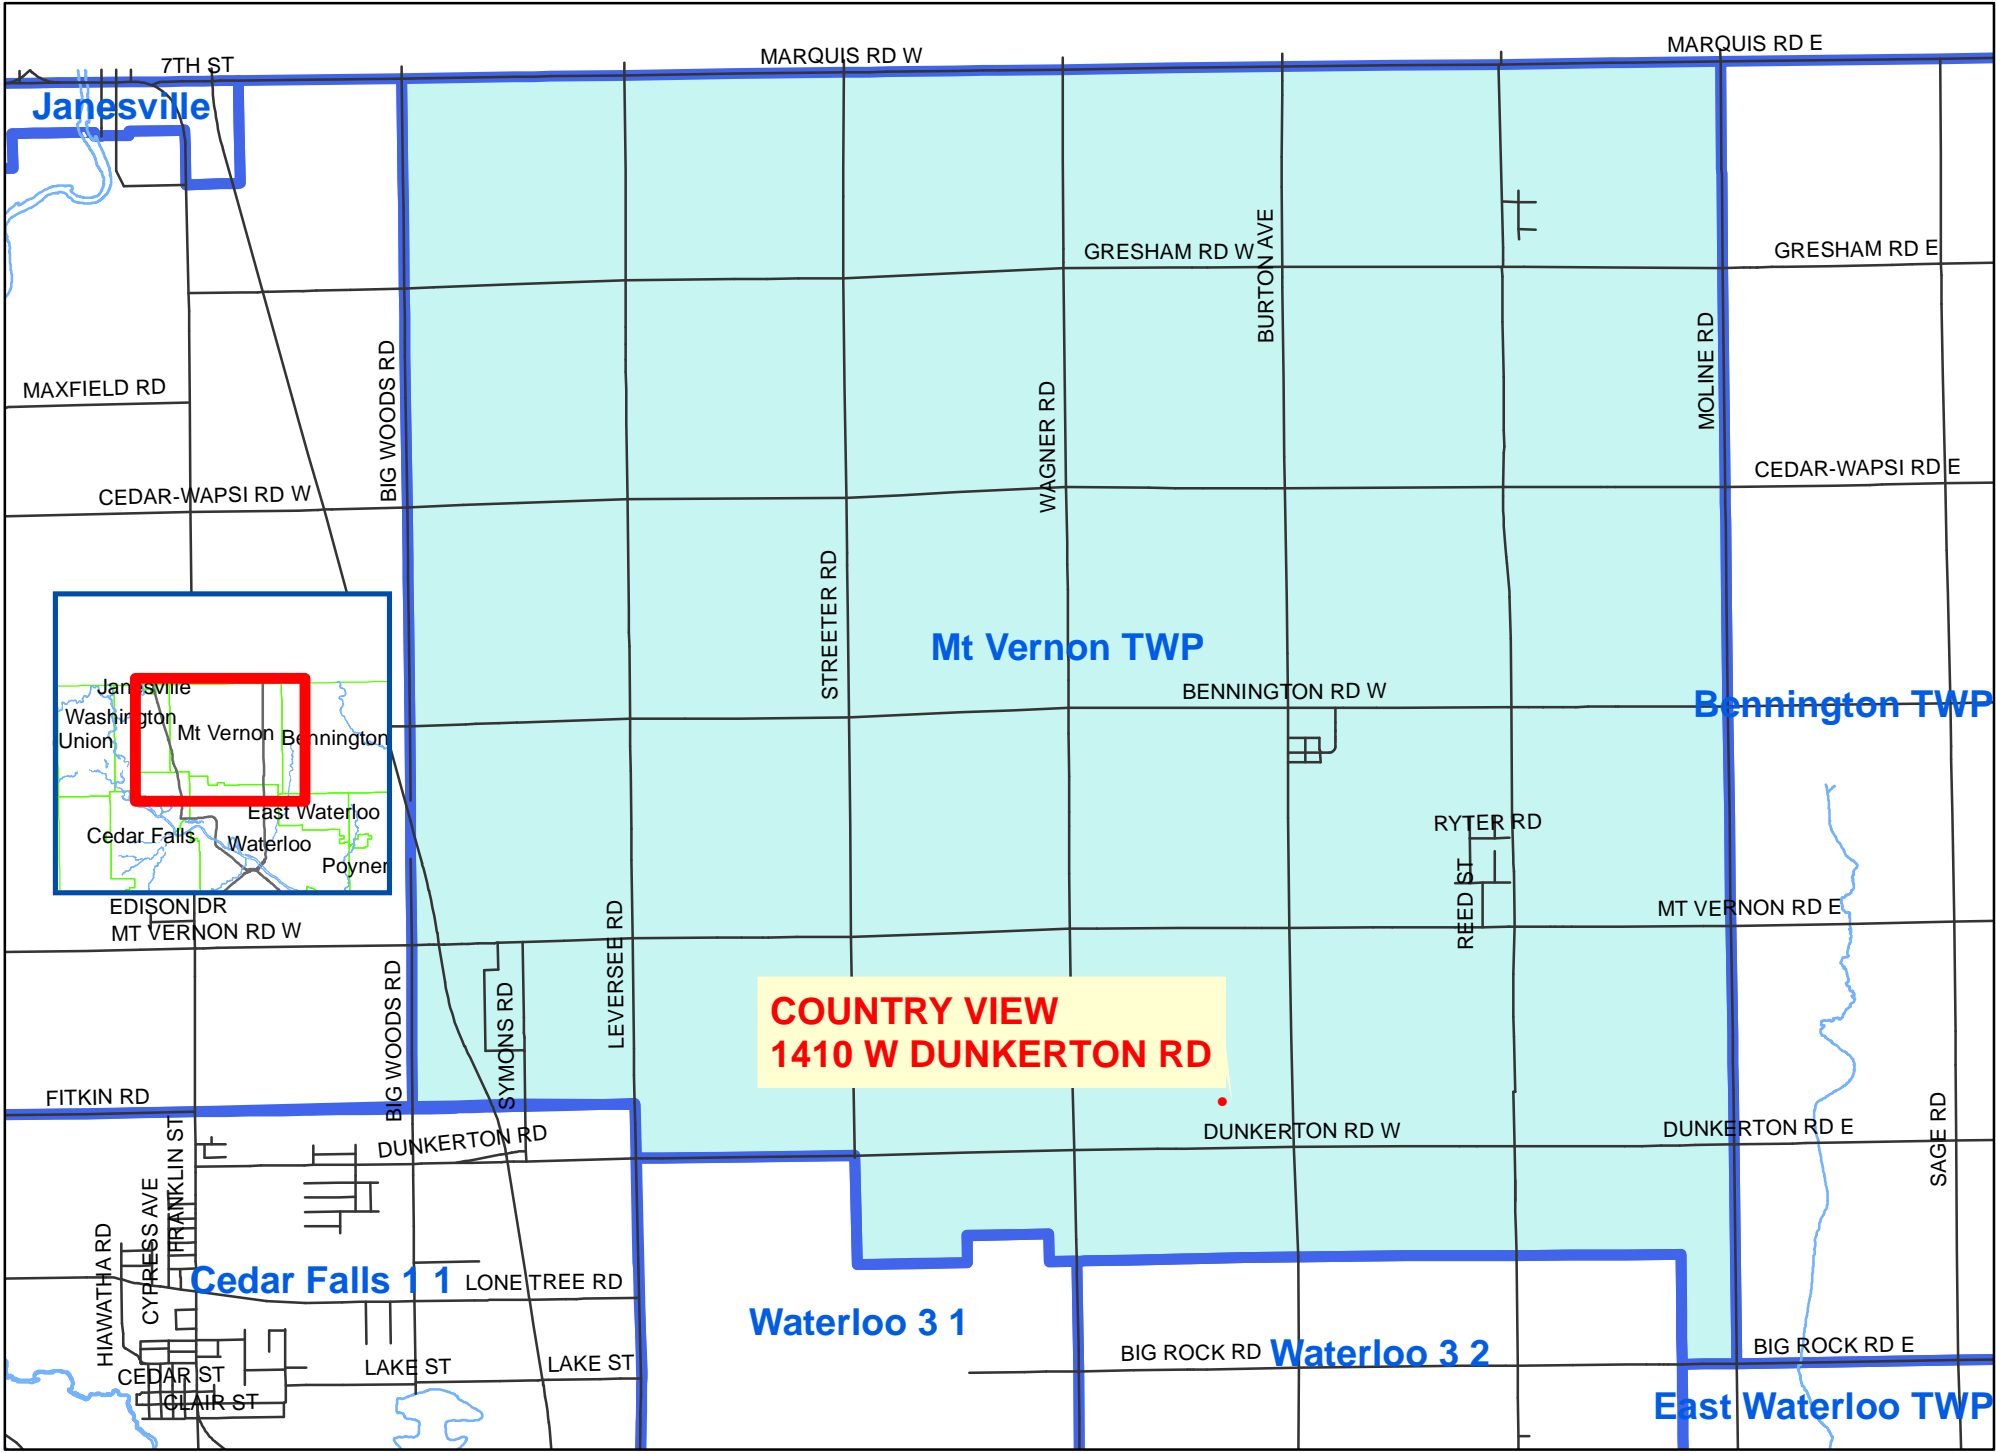 MARQUIS RD W
MARQUIS RD E
7TH ST
Janesville
BURTON AVE
GRESHAM RD W
GRESHAM RD E
MOLINE RD
BIG WOODS RD
MAXFIELD RD
WAGNER RD
CEDAR-WAPSI RD W
CEDAR-WAPSI RD E
STREETER RD
Mt Vernon TWP
BENNINGTON RD W
Bennington TWP
Janesville
Washington
Union
Mt Vernon
Bennington
East Waterloo
Cedar Falls
Waterloo
Poyner
RYTER RD
REED ST
EDISON DR
MT VERNON RD W
MT VERNON RD E
LEVERSEE RD
BIG WOODS RD
SYMONS RD
COUNTRY VIEW
1410 W DUNKERTON RD
FITKIN RD
DUNKERTON RD
DUNKERTON RD W
DUNKERTON RD E
SAGE RD
FRANKLIN ST
CYPRESS AVE
HIAWATHA RD
Cedar Falls 1 1
LONE TREE RD
Waterloo 3 1
BIG ROCK RD
Waterloo 3 2
BIG ROCK RD E
CEDAR ST
LAKE ST
LAKE ST
CLAIR ST
East Waterloo TWP